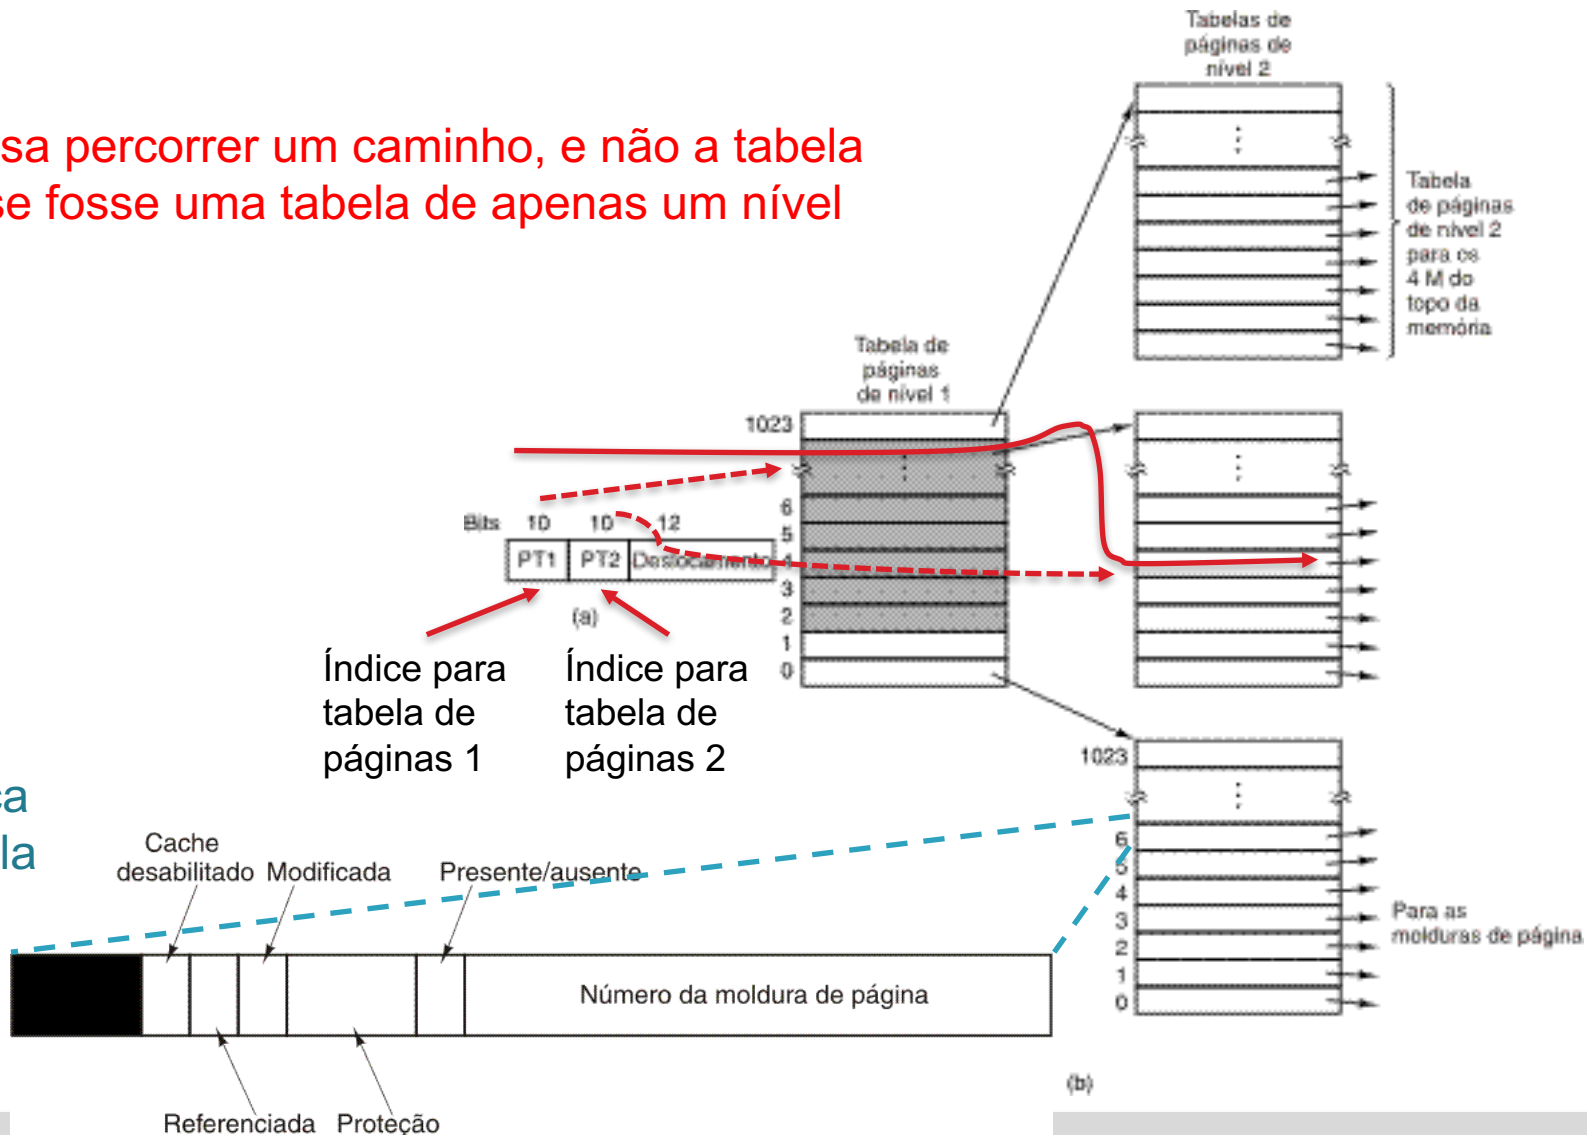 sa percorrer um caminho, e não a tabela
se fosse uma tabela de apenas um nível
Tabelas de
páginas de
nível 2
Tabela
de páginas
de nível 2
para os
4 M do
topo da
memória
Tabela de
páginas
de nível 1
1023
6
5
4
3
2
1
0
Bits 10 10 12
PT1 PT2 Deslocamento
(a)
Índice para
tabela de
páginas 1
Índice para
tabela de
páginas 2
1023
6
5
4
3
2
1
0
Para as
molduras de página
(b)
ca
la
Cache
desabilitado
Modificada
Presente/ausente
Número da moldura de página
Referenciada
Proteção